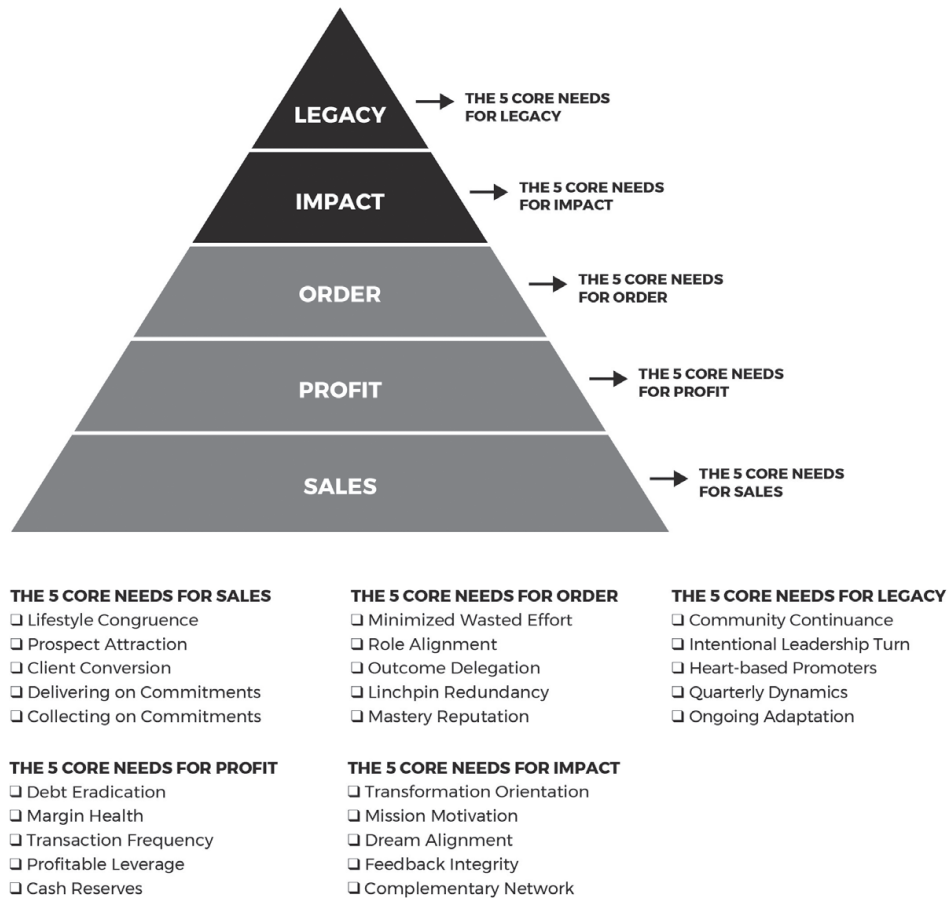 LEGACY
THE 5 CORE NEEDS
FOR LEGACY
IMPACT
THE 5 CORE NEEDS
FOR IMPACT
ORDER
THE 5 CORE NEEDS
FOR ORDER
PROFIT
THE 5 CORE NEEDS
FOR PROFIT
SALES
THE 5 CORE NEEDS
FOR SALES
THE 5 CORE NEEDS FOR SALES
❑ Lifestyle Congruence
❑ Prospect Attraction
❑ Client Conversion
❑ Delivering on Commitments
❑ Collecting on Commitments
THE 5 CORE NEEDS FOR ORDER
❑ Minimized Wasted Effort
❑ Role Alignment
❑ Outcome Delegation
❑ Linchpin Redundancy
❑ Mastery Reputation
THE 5 CORE NEEDS FOR LEGACY
❑ Community Continuance
❑ Intentional Leadership Turn
❑ Heart-based Promoters
❑ Quarterly Dynamics
❑ Ongoing Adaptation
THE 5 CORE NEEDS FOR PROFIT
❑ Debt Eradication
❑ Margin Health
❑ Transaction Frequency
❑ Profitable Leverage
❑ Cash Reserves
THE 5 CORE NEEDS FOR IMPACT
❑ Transformation Orientation
❑ Mission Motivation
❑ Dream Alignment
❑ Feedback Integrity
❑ Complementary Network